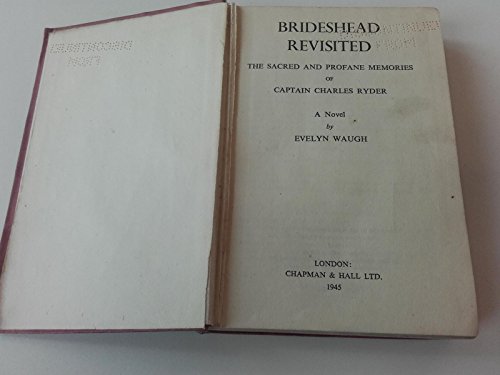 BRIDESHEAD
REVISITED
THE SACRED AND PROFANE MEMORIES
OF
CAPTAIN CHARLES RYDER
A Novel
by
EVELYN WAUGH
LONDON:
CHAPMAN & HALL LTD.
1945